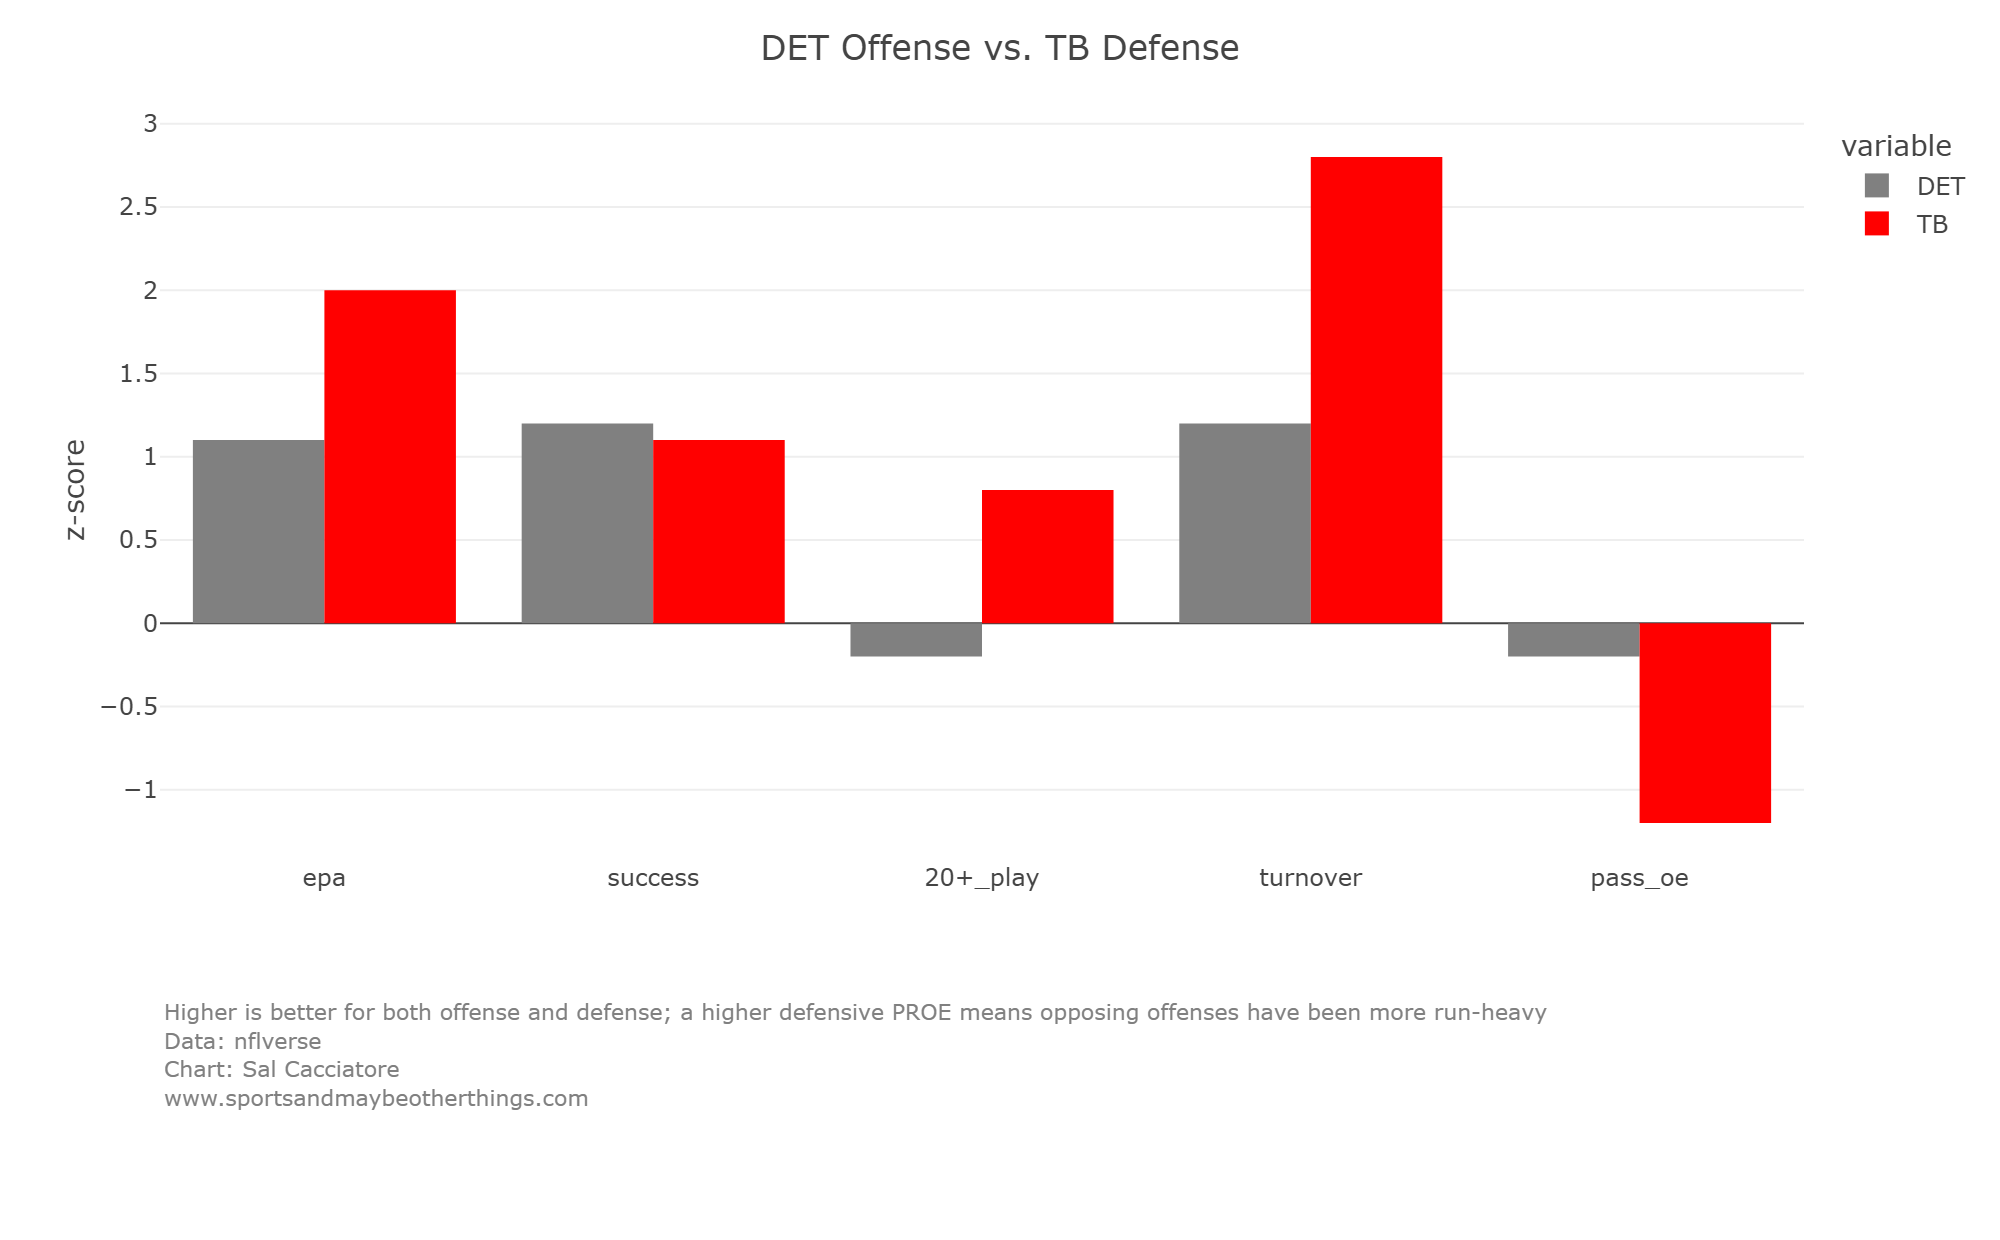 DET Offense vs. TB Defense
3
2.5
2
1.5
1
0.5
0
−0.5
−1
z-score
variable
DET
TB
epa
success
20+_play
turnover
pass_oe
Higher is better for both offense and defense; a higher defensive PROE means opposing offenses have been more run-heavy
Data: nflverse
Chart: Sal Cacciatore
www.sportsandmaybeotherthings.com